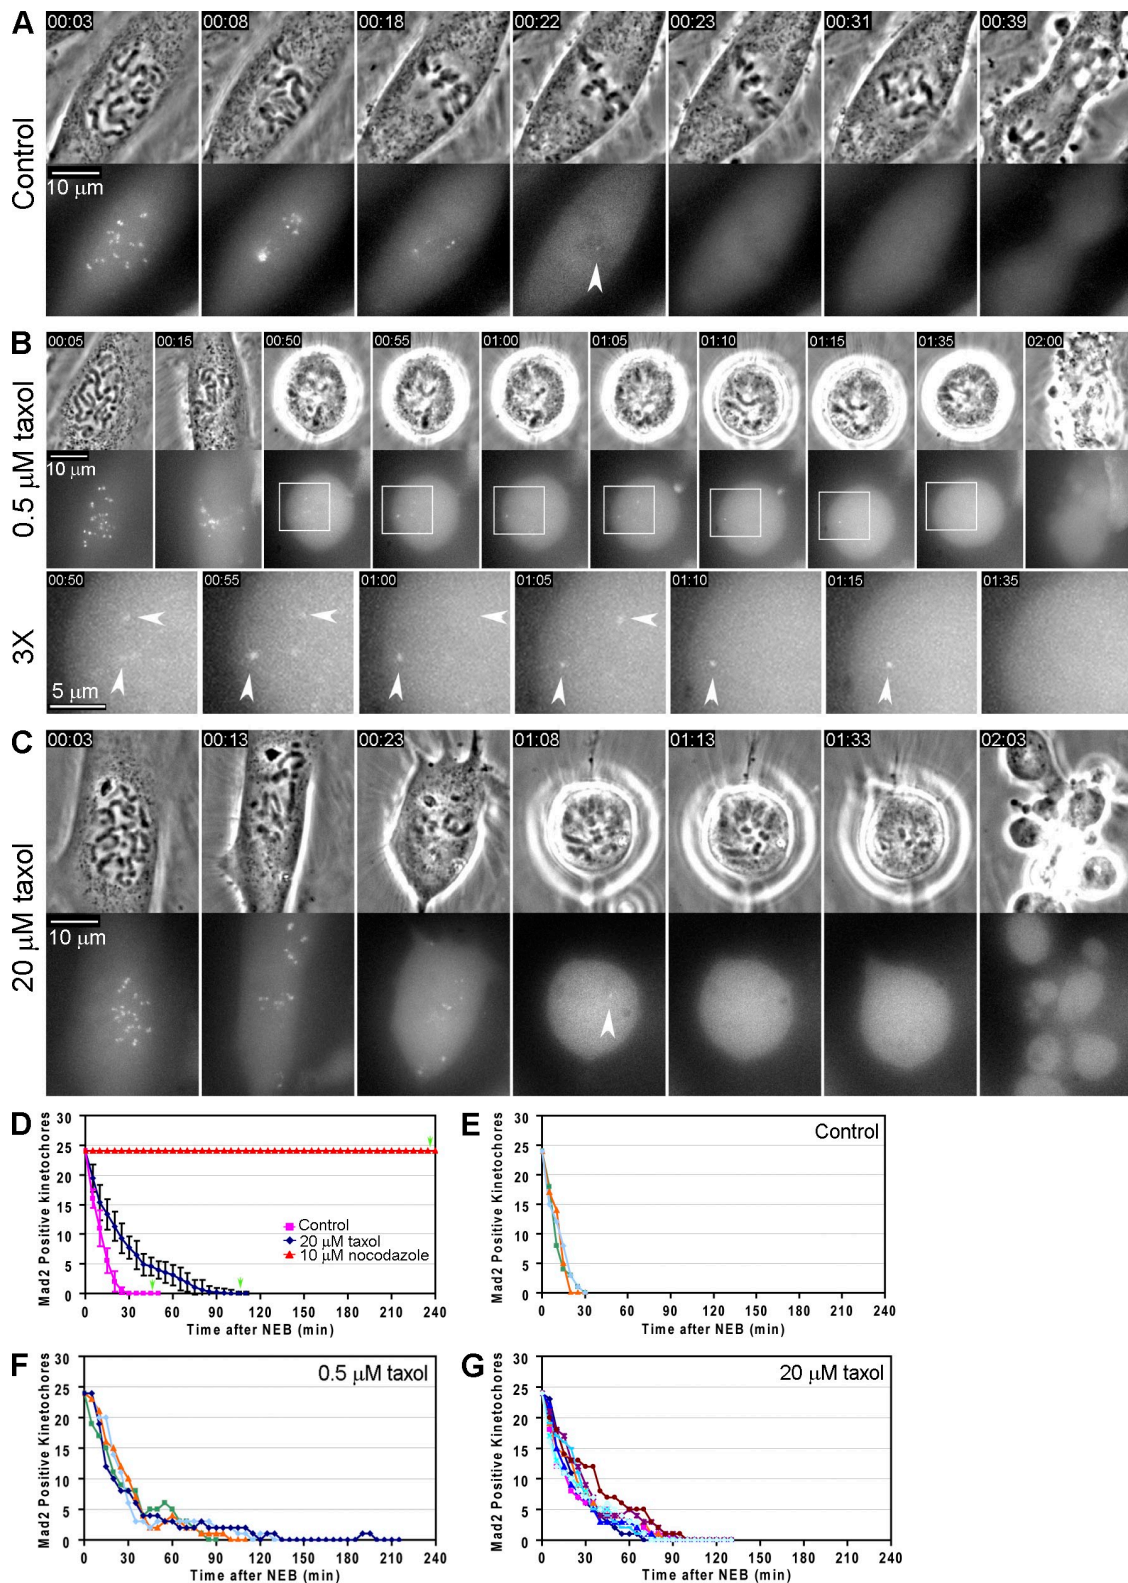 A
Control
00:03 00:08 00:18 00:22 00:23 00:31 00:39
10 µm
B
0.5 µM taxol
00:05 00:15 00:50 00:55 01:00 01:05 01:10 01:15 01:35 02:00
10 µm
3X
00:50 00:55 01:00 01:05 01:10 01:15 01:35
5 µm
C
20 µM taxol
00:03 00:13 00:23 01:08 01:13 01:33 02:03
10 µm
D
Mad2 Positive Kinetochores
30
25
20
15
10
5
0
Control
20 µM taxol
10 µM nocodazole
0 30 60 90 120 150 180 210 240
Time after NEB (min)
E
Control
Mad2 Positive Kinetochores
30
25
20
15
10
5
0
0 30 60 90 120 150 180 210 240
Time after NEB (min)
F
0.5 µM taxol
Mad2 Positive Kinetochores
30
25
20
15
10
5
0
0 30 60 90 120 150 180 210 240
Time after NEB (min)
G
20 µM taxol
Mad2 Positive Kinetochores
30
25
20
15
10
5
0
0 30 60 90 120 150 180 210 240
Time after NEB (min)